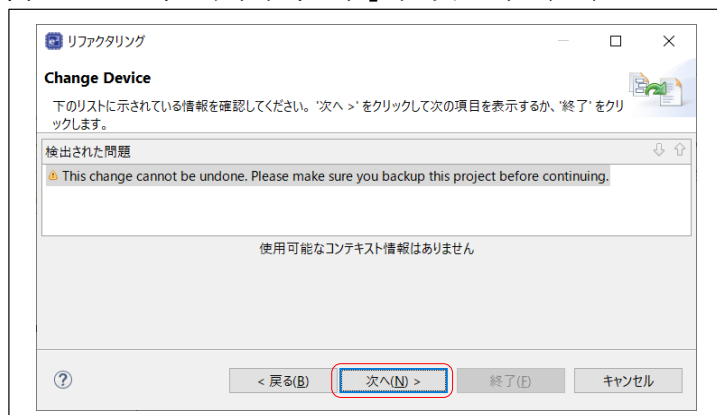 リファクタリング
Change Device
下のリストに示されている情報を確認してください。'次へ >' をクリックして次の項目を表示するか、'終了' をクリ
ックします。
検出された問題
This change cannot be undone. Please make sure you backup this project before continuing.
使用可能なコンテキスト情報はありません
< 戻る(B)
次へ(N) >
終了(F)
キャンセル